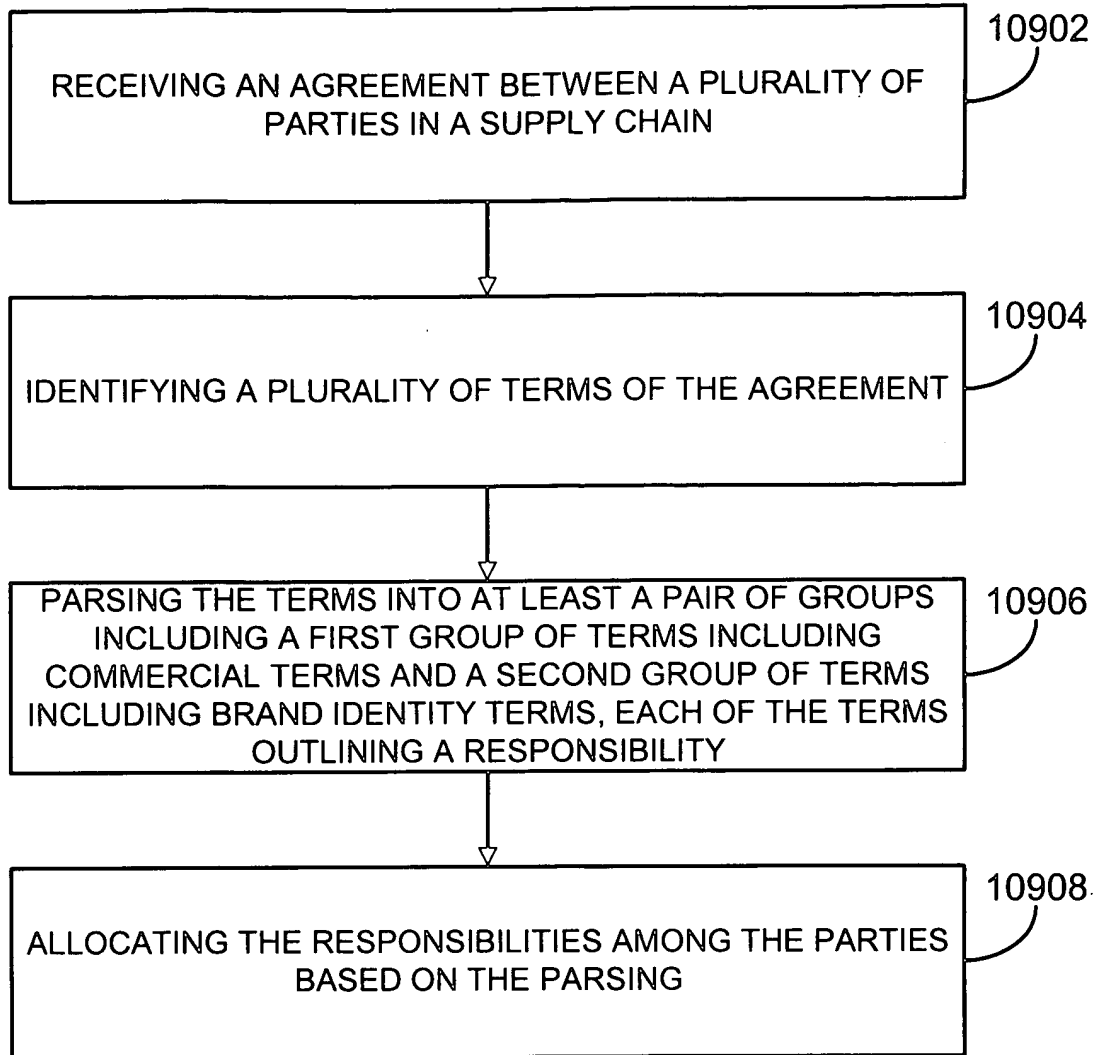 10902
RECEIVING AN AGREEMENT BETWEEN A PLURALITY OF
PARTIES IN A SUPPLY CHAIN
10904
IDENTIFYING A PLURALITY OF TERMS OF THE AGREEMENT
10906
PARSING THE TERMS INTO AT LEAST A PAIR OF GROUPS
INCLUDING A FIRST GROUP OF TERMS INCLUDING
COMMERCIAL TERMS AND A SECOND GROUP OF TERMS
INCLUDING BRAND IDENTITY TERMS, EACH OF THE TERMS
OUTLINING A RESPONSIBILITY
10908
ALLOCATING THE RESPONSIBILITIES AMONG THE PARTIES
BASED ON THE PARSING